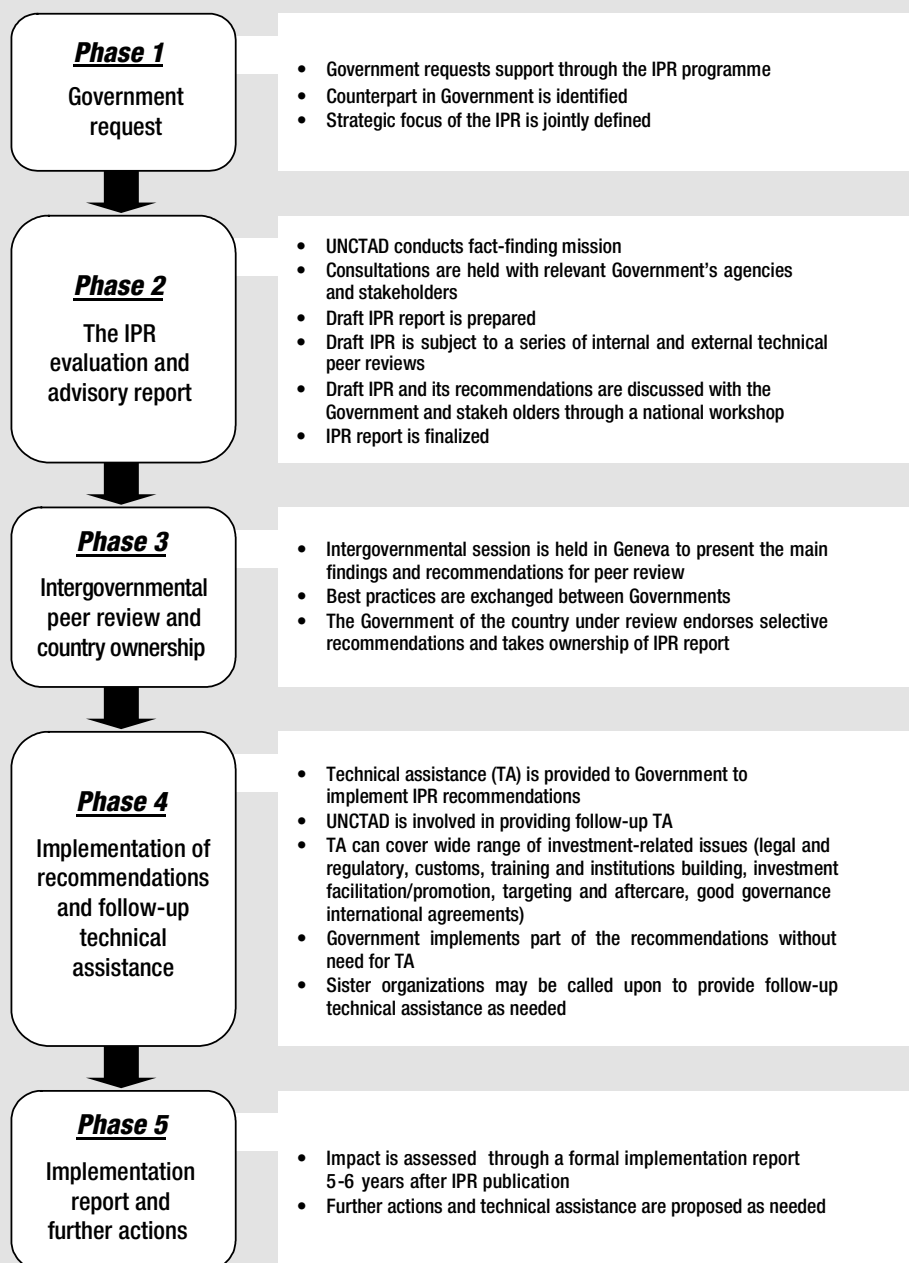 Phase 1
Government
request
• Government requests support through the IPR programme
• Counterpart in Government is identified
• Strategic focus of the IPR is jointly defined
Phase 2
The IPR
evaluation and
advisory report
• UNCTAD conducts fact-finding mission
• Consultations are held with relevant Government's agencies
and stakeholders
• Draft IPR report is prepared
• Draft IPR is subject to a series of internal and external technical
peer reviews
• Draft IPR and its recommendations are discussed with the
Government and stakeh olders through a national workshop
• IPR report is finalized
Phase 3
Intergovernmental
peer review and
country ownership
• Intergovernmental session is held in Geneva to present the main
findings and recommendations for peer review
• Best practices are exchanged between Governments
• The Government of the country under review endorses selective
recommendations and takes ownership of IPR report
Phase 4
Implementation of
recommendations
and follow-up
technical
assistance
• Technical assistance (TA) is provided to Government to
implement IPR recommendations
• UNCTAD is involved in providing follow-up TA
• TA can cover wide range of investment-related issues (legal and
regulatory, customs, training and institutions building, investment
facilitation/promotion, targeting and aftercare, good governance
international agreements)
• Government implements part of the recommendations without
need for TA
• Sister organizations may be called upon to provide follow-up
technical assistance as needed
Phase 5
Implementation
report and
further actions
• Impact is assessed through a formal implementation report
5-6 years after IPR publication
• Further actions and technical assistance are proposed as needed